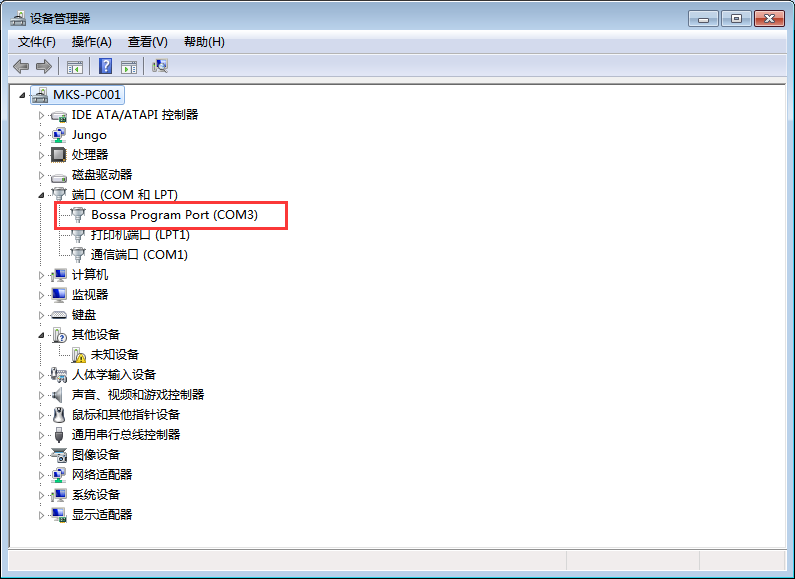 设备管理器
文件(F) 操作(A) 查看(V) 帮助(H)
MKS-PC001
IDE ATA/ATAPI 控制器
Jungo
处理器
磁盘驱动器
端口 (COM 和 LPT)
Bossa Program Port (COM3)
打印机端口 (LPT1)
通信端口 (COM1)
计算机
监视器
键盘
其他设备
未知设备
人体学输入设备
声音、视频和游戏控制器
鼠标和其他指针设备
通用串行总线控制器
图像设备
网络适配器
系统设备
显示适配器